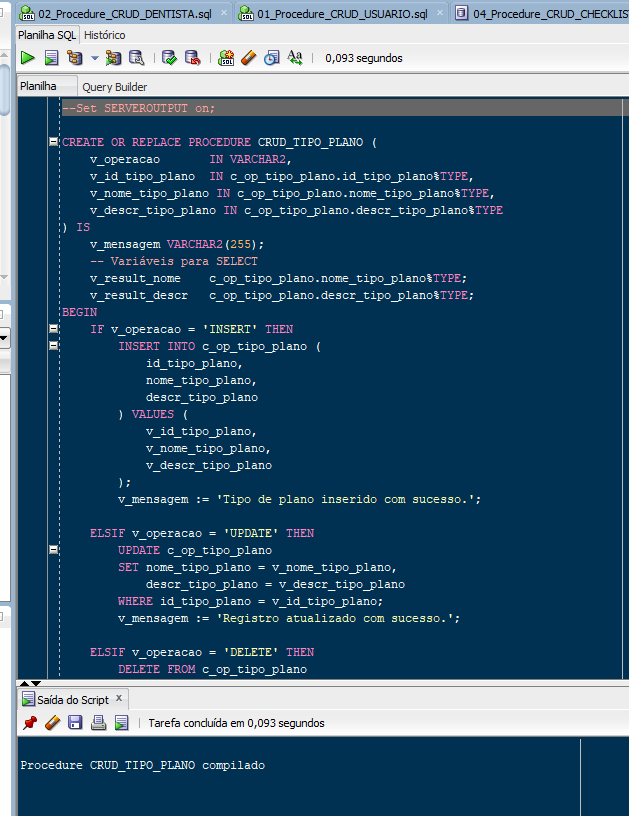 02_Procedure_CRUD_DENTISTA.sql 01_Procedure_CRUD_USUARIO.sql 04_Procedure_CRUD_CHECKLIS
Planilha SQL Histórico
0,093 segundos
Planilha Query Builder
--Set SERVEROUTPUT on;
CREATE OR REPLACE PROCEDURE CRUD_TIPO_PLANO (
v_operacao IN VARCHAR2,
v_id_tipo_plano IN c_op_tipo_plano.id_tipo_plano%TYPE,
v_nome_tipo_plano IN c_op_tipo_plano.nome_tipo_plano%TYPE,
v_descr_tipo_plano IN c_op_tipo_plano.descr_tipo_plano%TYPE
) IS
v_mensagem VARCHAR2(255);
-- Variáveis para SELECT
v_result_nome c_op_tipo_plano.nome_tipo_plano%TYPE;
v_result_descr c_op_tipo_plano.descr_tipo_plano%TYPE;
BEGIN
IF v_operacao = 'INSERT' THEN
INSERT INTO c_op_tipo_plano (
id_tipo_plano,
nome_tipo_plano,
descr_tipo_plano
) VALUES (
v_id_tipo_plano,
v_nome_tipo_plano,
v_descr_tipo_plano
);
v_mensagem := 'Tipo de plano inserido com sucesso.';
ELSIF v_operacao = 'UPDATE' THEN
UPDATE c_op_tipo_plano
SET nome_tipo_plano = v_nome_tipo_plano,
descr_tipo_plano = v_descr_tipo_plano
WHERE id_tipo_plano = v_id_tipo_plano;
v_mensagem := 'Registro atualizado com sucesso.';
ELSIF v_operacao = 'DELETE' THEN
DELETE FROM c_op_tipo_plano
Saída do Script x
Tarefa concluída em 0,093 segundos
Procedure CRUD_TIPO_PLANO compilado